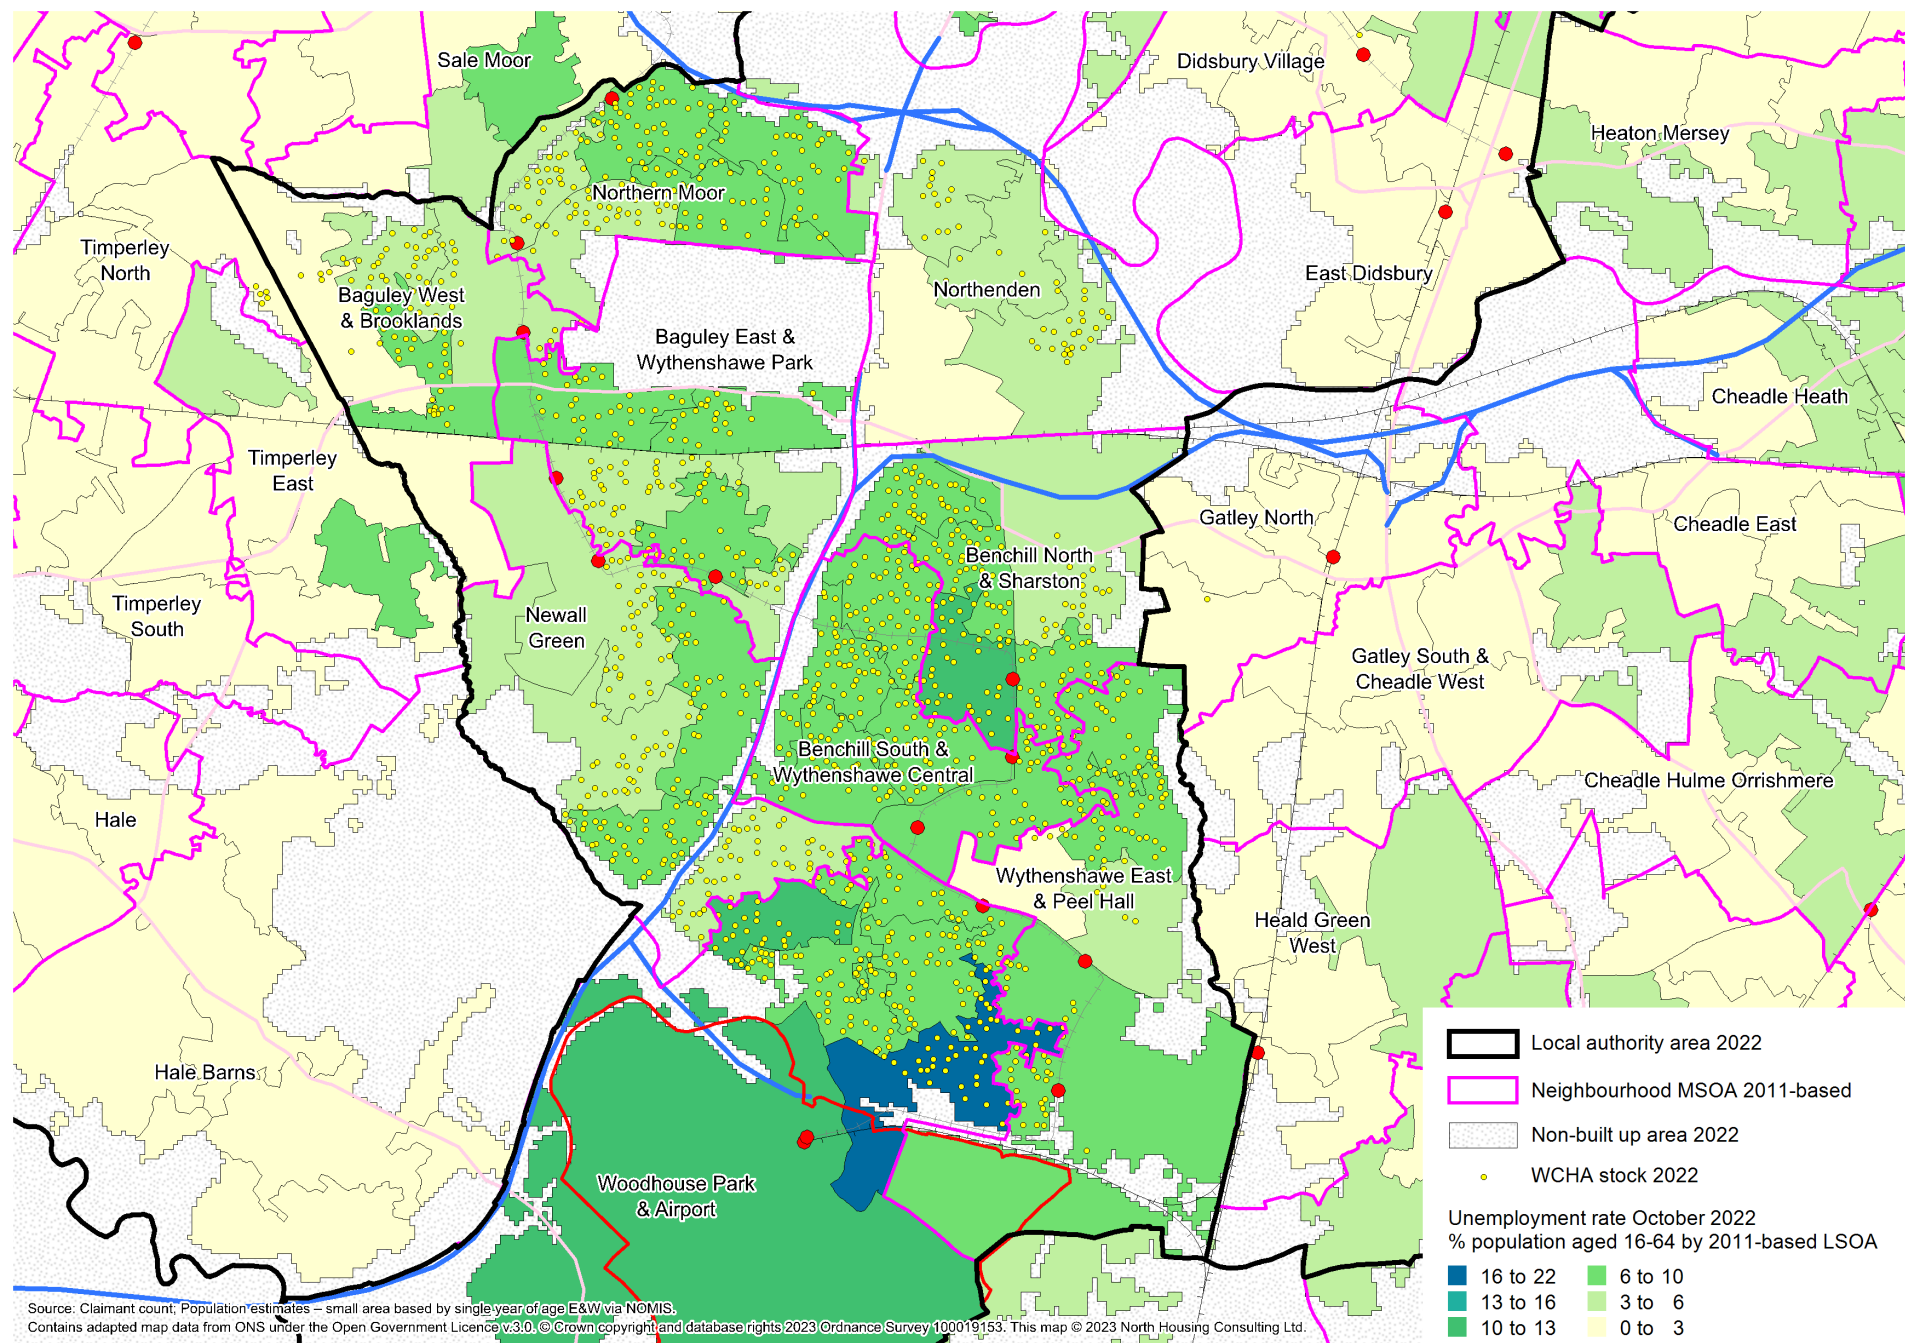 Sale Moor
Didsbury Village
Heaton Mersey
Northern Moor
Timperley
North
East Didsbury
Northenden
Baguley West
& Brooklands
Baguley East &
Wythenshawe Park
Cheadle Heath
Timperley
East
Gatley North
Cheadle East
Benchill North
& Sharston
Timperley
South
Newall
Green
Gatley South &
Cheadle West
Benchill South &
Wythenshawe Central
Cheadle Hulme Orrishmere
Hale
Wythenshawe East
& Peel Hall
Heald Green
West
Hale Barns
Woodhouse Park
& Airport
Local authority area 2022
Neighbourhood MSOA 2011-based
Non-built up area 2022
WCHA stock 2022
Unemployment rate October 2022
% population aged 16-64 by 2011-based LSOA
16 to 22
13 to 16
10 to 13
6 to 10
3 to 6
0 to 3
Source: Claimant count; Population estimates – small area based by single year of age E&W via NOMIS.
Contains adapted map data from ONS under the Open Government Licence v.3.0. © Crown copyright and database rights 2023 Ordnance Survey 100019153. This map © 2023 North Housing Consulting Ltd.